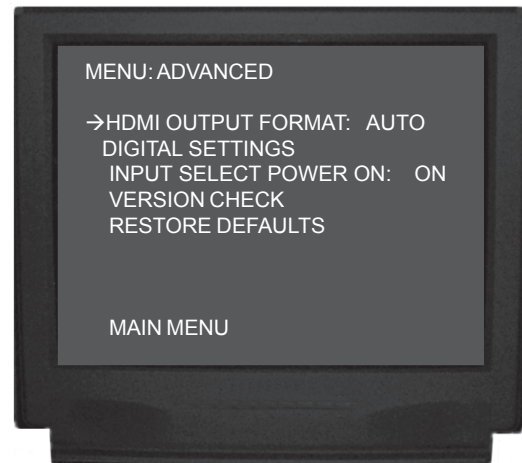 MENU: ADVANCED
→HDMI OUTPUT FORMAT: AUTO
DIGITAL SETTINGS
INPUT SELECT POWER ON: ON
VERSION CHECK
RESTORE DEFAULTS
MAIN MENU